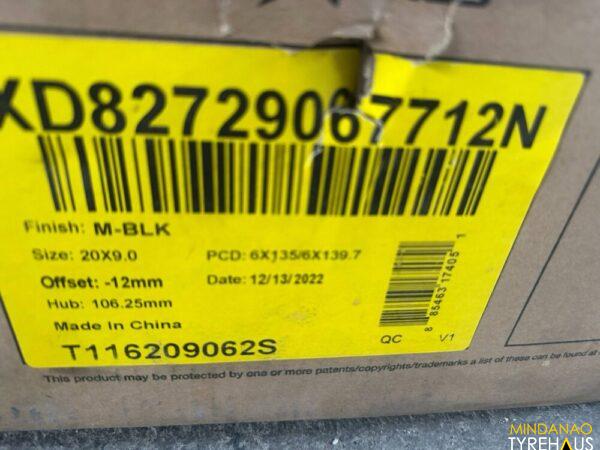 XD82729067712N
Finish: M-BLK
Size: 20X9.0
PCD: 6X135/6X139.7
Offset: -12mm
Date: 12/13/2022
Hub: 106.25mm
Made In China
T116209062S
8 85463 17405 1
QC V1
This product may be protected by one or more patents/copyrights/trademarks a list of these can be found at
MINDANAO
TYREHAUS